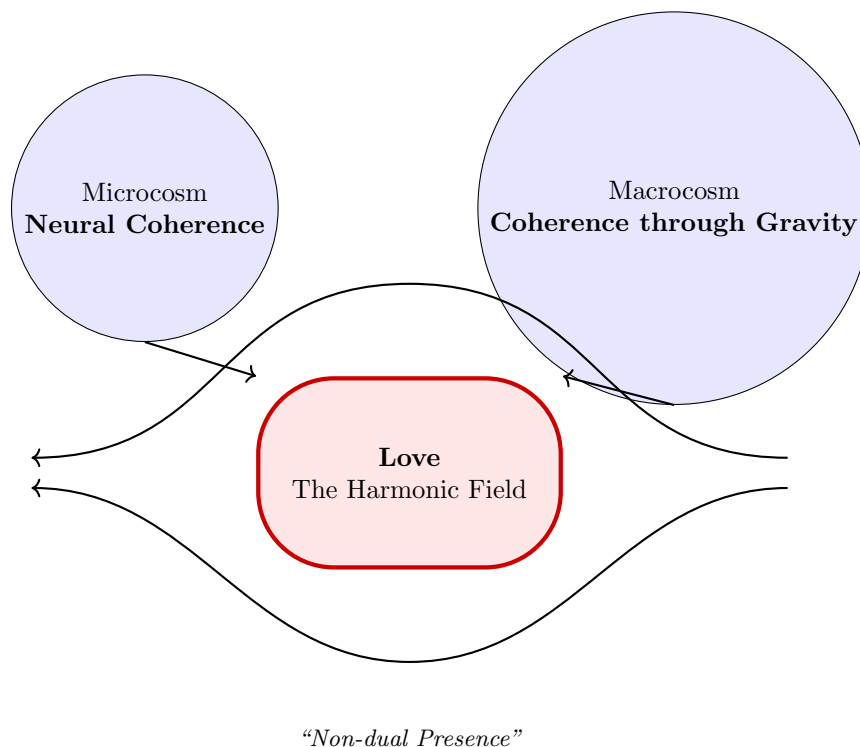 Microcosm
Neural Coherence
Macrocosm
Coherence through Gravity
Love
The Harmonic Field
“Non-dual Presence”